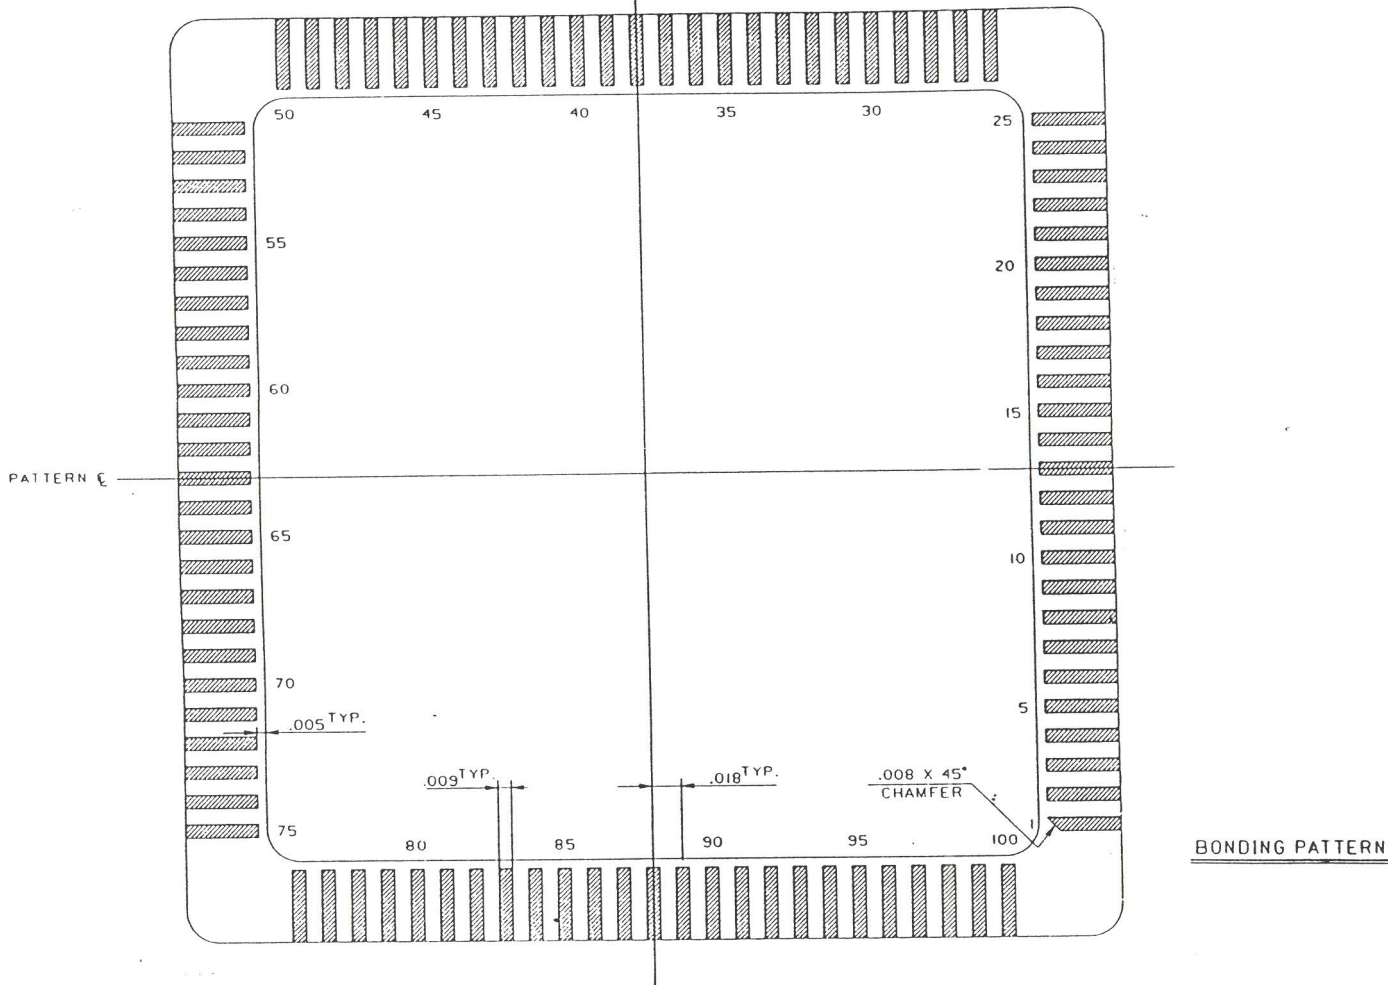 50 45 40 35 30 25
55 20
60 15
PATTERN ℄
65 10
70 5
.005 TYP.
.009 TYP. .018 TYP. .008 X 45°
CHAMFER
75 80 85 90 95 100 1
BONDING PATTERN